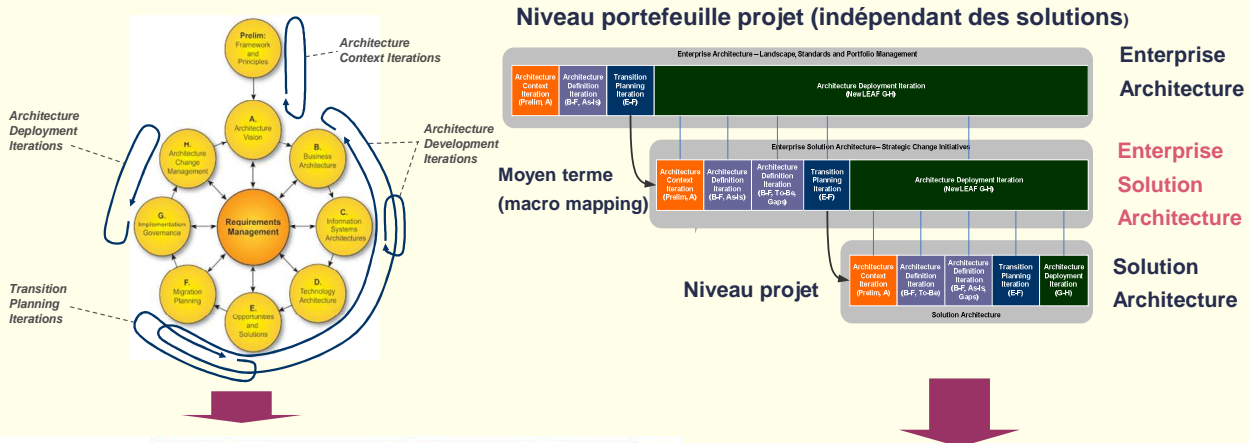 Niveau portefeuille projet (indépendant des solutions)
Prelim:
Framework
and
Principles
Architecture
Context Iterations
A.
Architecture
Vision
H.
Architecture
Change
Management
B.
Business
Architecture
Architecture
Deployment
Iterations
Architecture
Development
Iterations
G.
Implementation
Governance
Requirements
Management
C.
Information
Systems
Architectures
F.
Migration
Planning
D.
Technology
Architecture
E.
Opportunities
and
Solutions
Transition
Planning
Iterations
Enterprise Architecture – Landscape, Standards and Portfolio Management
Architecture
Context
Iteration
(Prelim, A)
Architecture
Definition
Iteration
(B-F, As-Is)
Transition
Planning
Iteration
(E-F)
Architecture Deployment Iteration
(New LEAF G-H)
Enterprise
Architecture
Moyen terme
(macro mapping)
Enterprise Solution Architecture – Strategic Change Initiatives
Architecture
Context
Iteration
(Prelim, A)
Architecture
Definition
Iteration
(B-F, As-Is)
Architecture
Definition
Iteration
(B-F, To-Be,
Gaps)
Transition
Planning
Iteration
(E-F)
Architecture Deployment Iteration
(New LEAF G-H)
Enterprise
Solution
Architecture
Niveau projet
Architecture
Context
Iteration
(Prelim, A)
Architecture
Definition
Iteration
(B-F, To-Be)
Architecture
Definition
Iteration
(B-F, As-Is,
Gaps)
Transition
Planning
Iteration
(E-F)
Architecture
Deployment
Iteration
(G-H)
Solution Architecture
Solution
Architecture